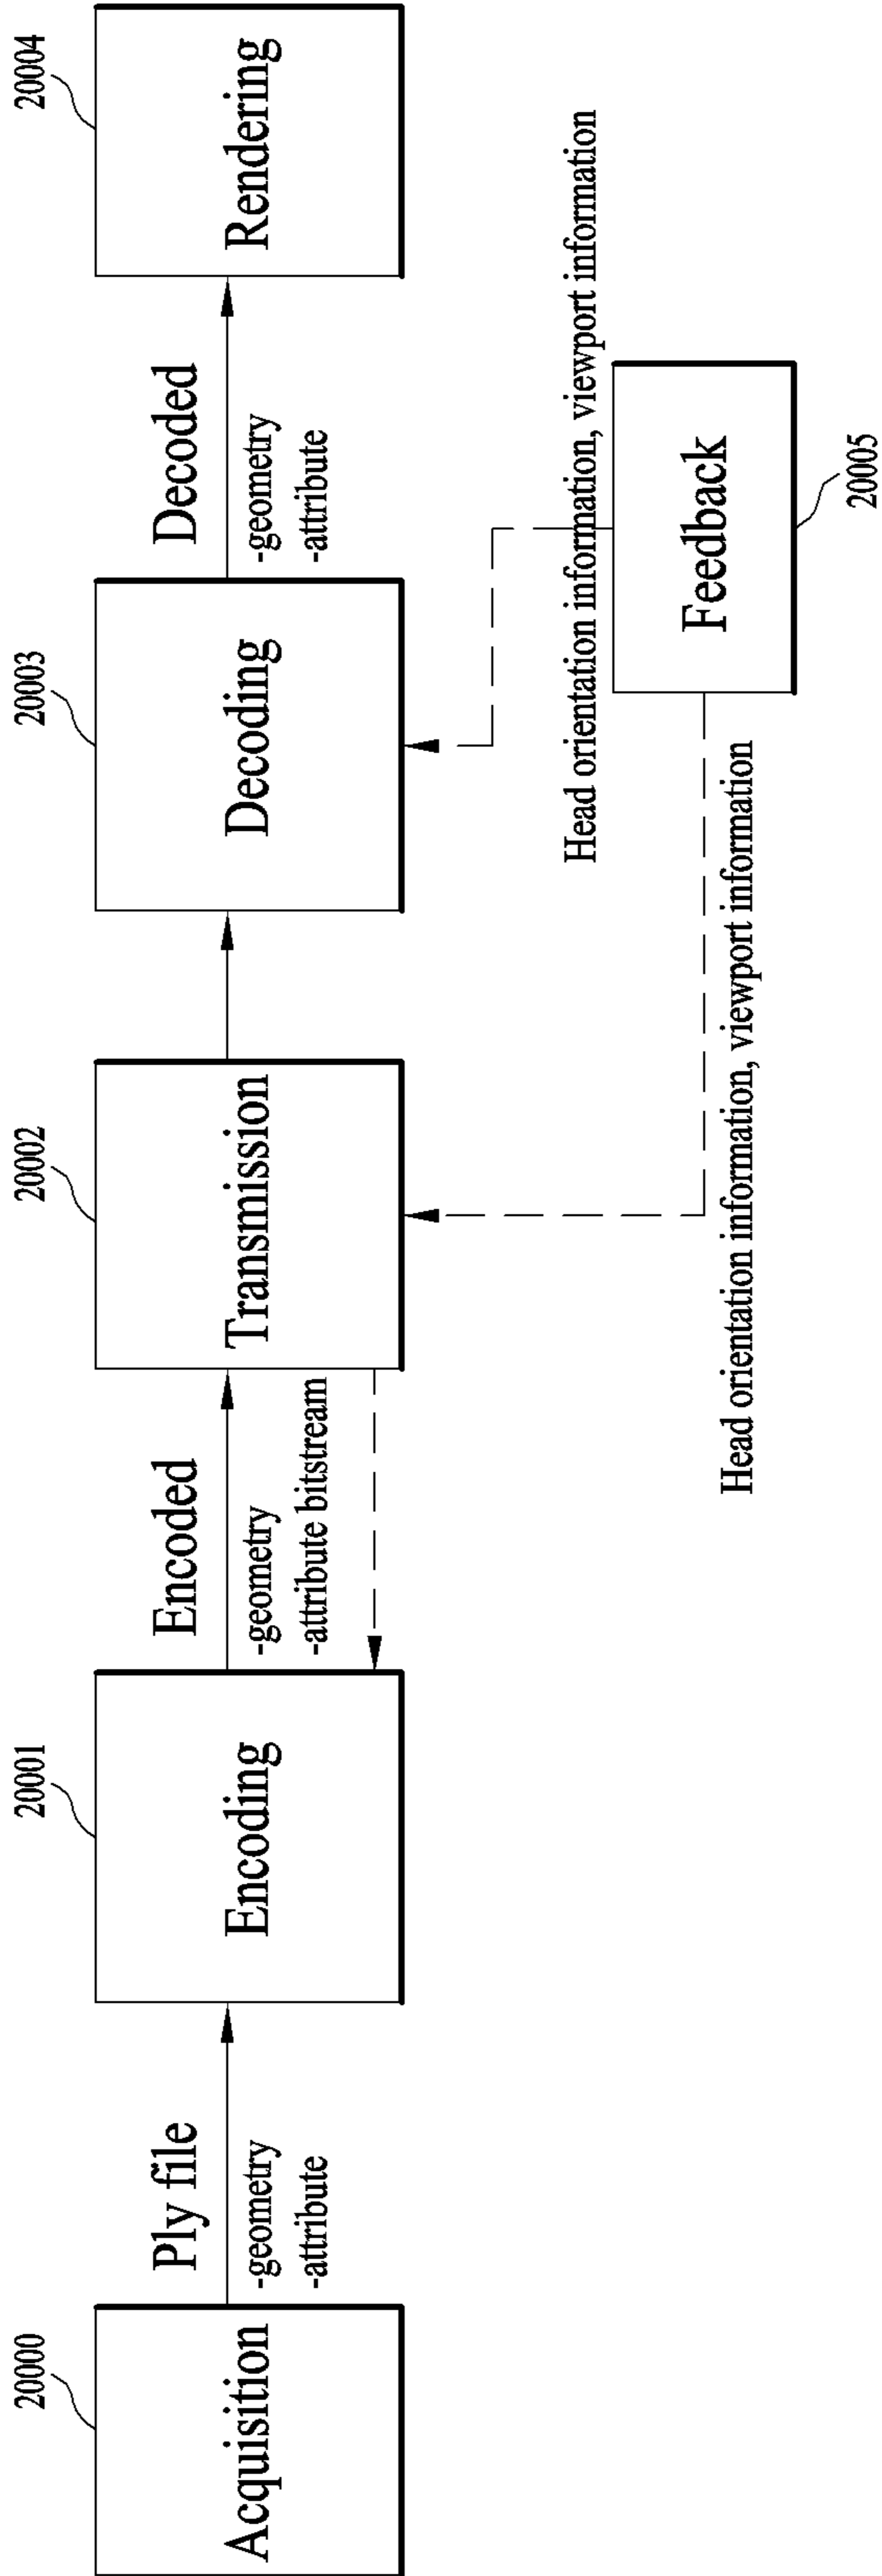 20000
20001
20002
20003
20004
Acquisition
Ply file
-geometry
-attribute
Encoding
Encoded
-geometry
-attribute bitstream
Transmission
Decoding
Decoded
-geometry
-attribute
Rendering
Head orientation information, viewport information
Feedback
Head orientation information, viewport information
20005